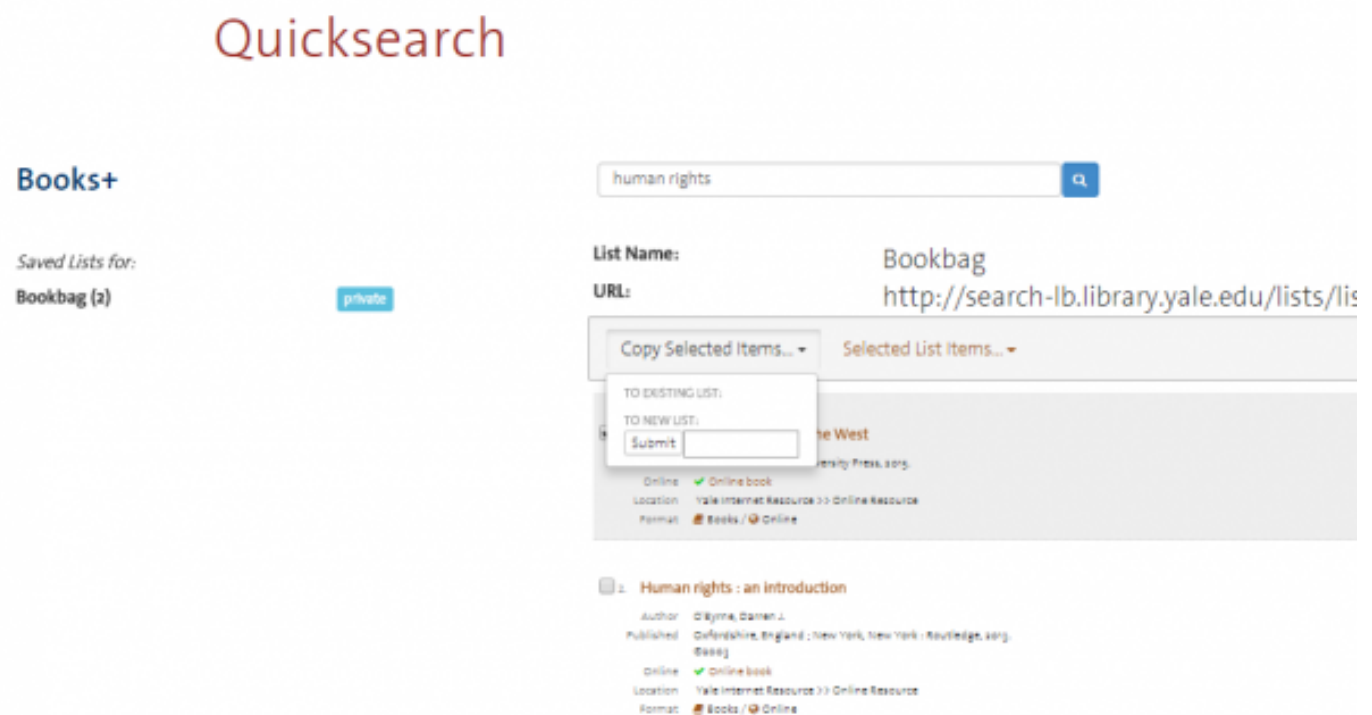 Quicksearch
Books+
human rights
Saved Lists for:
Bookbag (2)
private
List Name:
Bookbag
URL:
http://search-lb.library.yale.edu/lists/lis
Copy Selected Items...
Selected List Items...
TO EXISTING LIST:
TO NEW LIST:
Submit
he West
ersity Press, 2015.
Online Online book
Location Yale Internet Resource >> Online Resource
Format Books / Online
2. Human rights : an introduction
Author O'Byrne, Darren J.
Published Oxfordshire, England ; New York, New York : Routledge, 2013.
Online Online book
Location Yale Internet Resource >> Online Resource
Format Books / Online